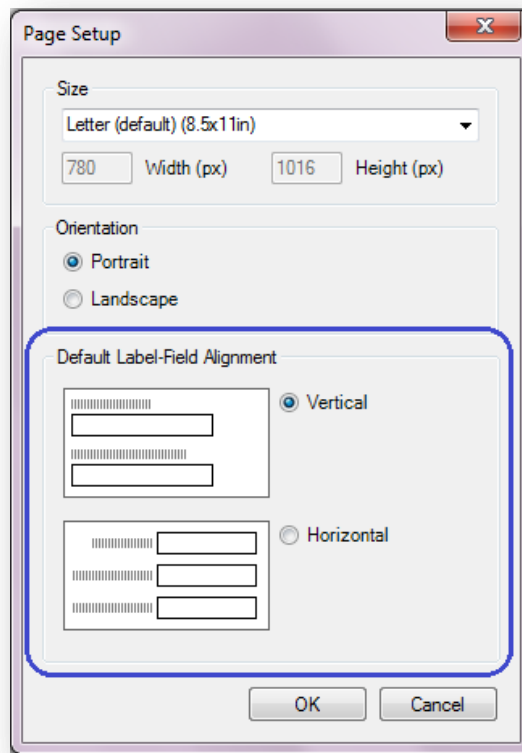 Page Setup
Size
Letter (default) (8.5x11in)
780 Width (px) 1016 Height (px)
Orientation
Portrait
Landscape
Default Label-Field Alignment
Vertical
Horizontal
OK Cancel